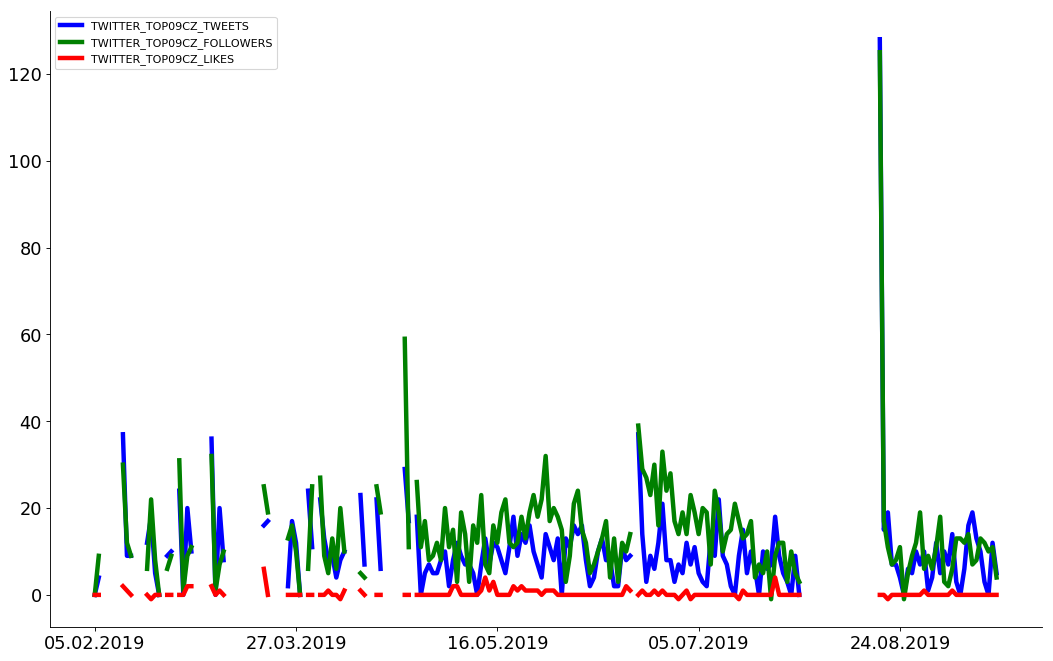 TWITTER_TOP09CZ_TWEETS
TWITTER_TOP09CZ_FOLLOWERS
TWITTER_TOP09CZ_LIKES
120
100
80
60
40
20
0
05.02.2019 27.03.2019 16.05.2019 05.07.2019 24.08.2019